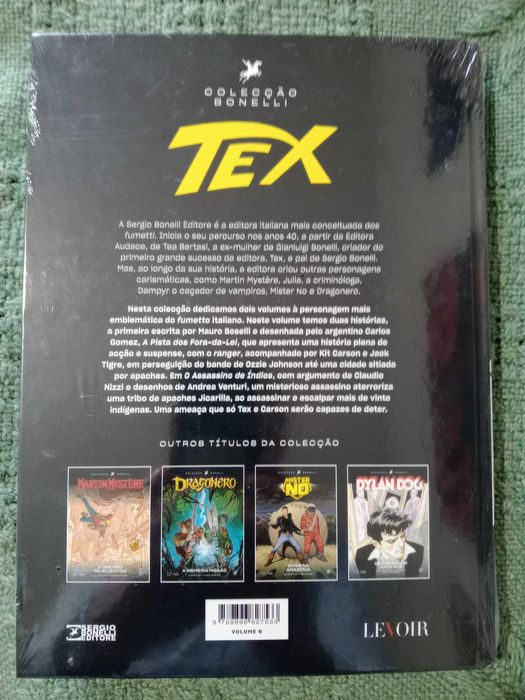 COLECÇÃO
BONELLI
TEX
A Sergio Bonelli Editore é a editora italiana mais conceituada dos
fumetti. Inicia o seu percurso nos anos 40, a partir da Editora
Audace, de Tea Bertasi, a ex-mulher de Gianluigi Bonelli, criador do
primeiro grande sucesso da editora, Tex, e pai de Sergio Bonelli.
Mas, ao longo da sua história, a editora criou outras personagens
carismáticas, como Martin Mystère, Julia, a criminóloga,
Dampyr o caçador de vampiros, Mister No e Dragonero.
Nesta colecção dedicamos dois volumes à personagem mais
emblemática do fumetto italiano. Neste volume temos duas histórias,
a primeira escrita por Mauro Boselli e desenhada pelo argentino Carlos
Gomez, A Pista dos Fora-da-Lei, que apresenta uma história plena de
acção e suspense, com o ranger, acompanhado por Kit Carson e Jack
Tigre, em perseguição do bando de Ozzie Johnson até uma cidade sitiada
por apaches. Em O Assassino de Índios, com argumento de Claudio
Nizzi e desenhos de Andrea Venturi, um misterioso assassino aterroriza
uma tribo de apaches Jicarilla, ao assassinar e escalpar mais de vinte
indígenas. Uma ameaça que só Tex e Carson serão capazes de deter.
OUTROS TÍTULOS DA COLECÇÃO
MARTIN MYSTÈRE
O DESTINO
DA ATLÂNTIDA
DRAGONERO
A PRIMEIRA MISSÃO
MISTER
NO
AMAZÓNIA
DYLAN DOG
9 789896 827533
VOLUME 6
SERGIO
BONELLI
EDITORE
LEVOIR